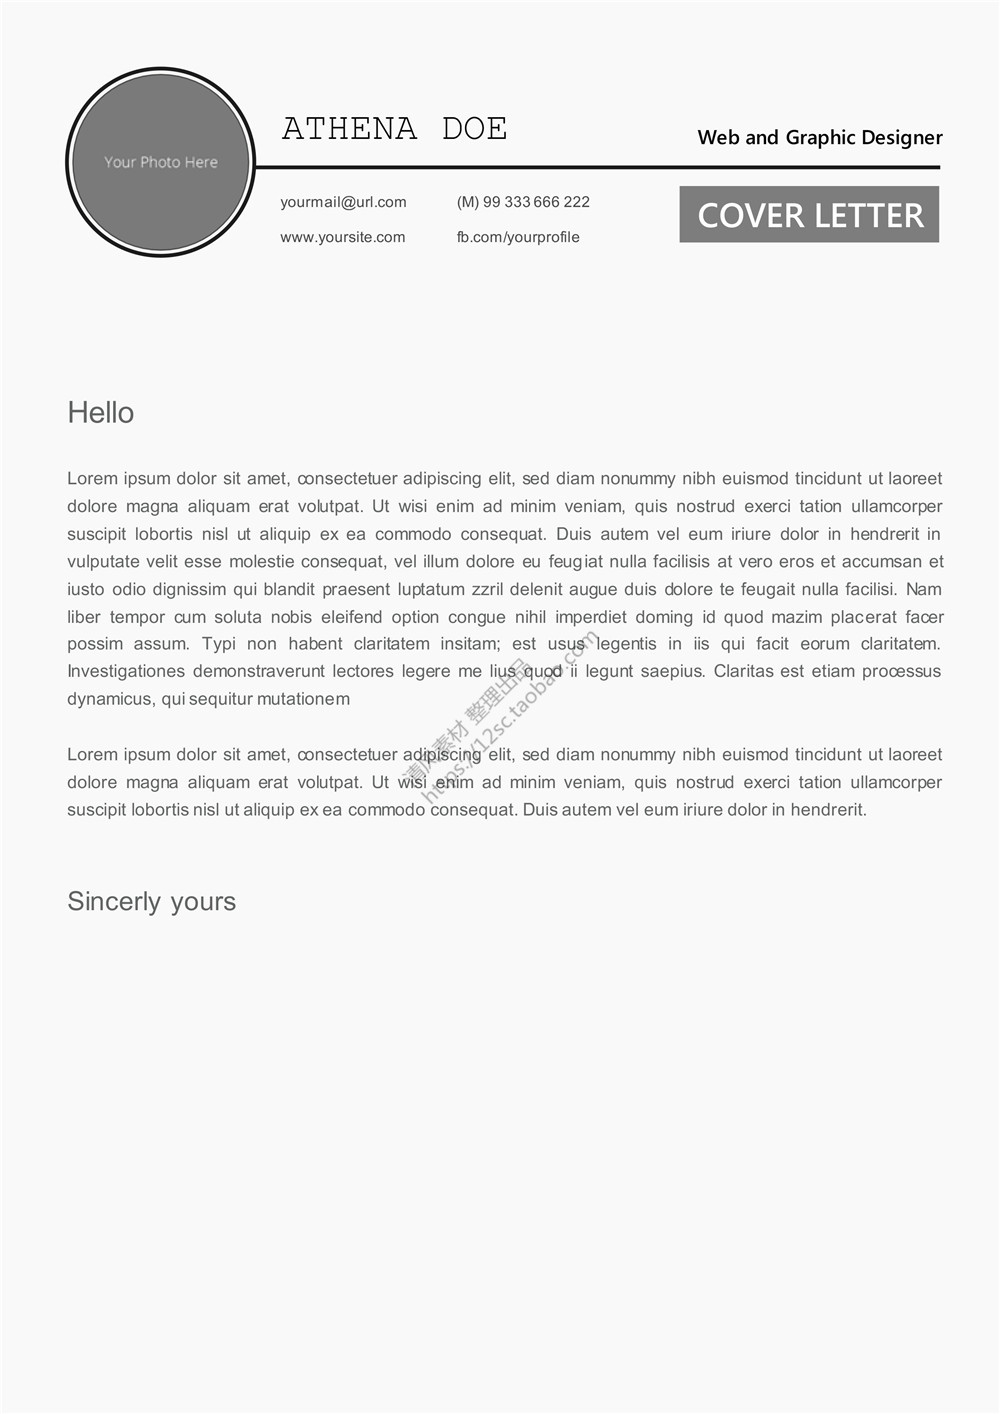 Your Photo Here
ATHENA DOE
Web and Graphic Designer
yourmail@url.com
(M) 99 333 666 222
COVER LETTER
www.yoursite.com
fb.com/yourprofile
Hello
Lorem ipsum dolor sit amet, consectetuer adipiscing elit, sed diam nonummy nibh euismod tincidunt ut laoreet
dolore magna aliquam erat volutpat. Ut wisi enim ad minim veniam, quis nostrud exerci tation ullamcorper
suscipit lobortis nisl ut aliquip ex ea commodo consequat. Duis autem vel eum iriure dolor in hendrerit in
vulputate velit esse molestie consequat, vel illum dolore eu feugiat nulla facilisis at vero eros et accumsan et
iusto odio dignissim qui blandit praesent luptatum zzril delenit augue duis dolore te feugait nulla facilisi. Nam
liber tempor cum soluta nobis eleifend option congue nihil imperdiet doming id quod mazim placerat facer
possim assum. Typi non habent claritatem insitam; est usus legentis in iis qui facit eorum claritatem.
Investigationes demonstraverunt lectores legere me lius quod ii legunt saepius. Claritas est etiam processus
dynamicus, qui sequitur mutationem
Lorem ipsum dolor sit amet, consectetuer adipiscing elit, sed diam nonummy nibh euismod tincidunt ut laoreet
dolore magna aliquam erat volutpat. Ut wisi enim ad minim veniam, quis nostrud exerci tation ullamcorper
suscipit lobortis nisl ut aliquip ex ea commodo consequat. Duis autem vel eum iriure dolor in hendrerit.
清风素材 整理出品
https://12sc.taobao.com
Sincerly yours